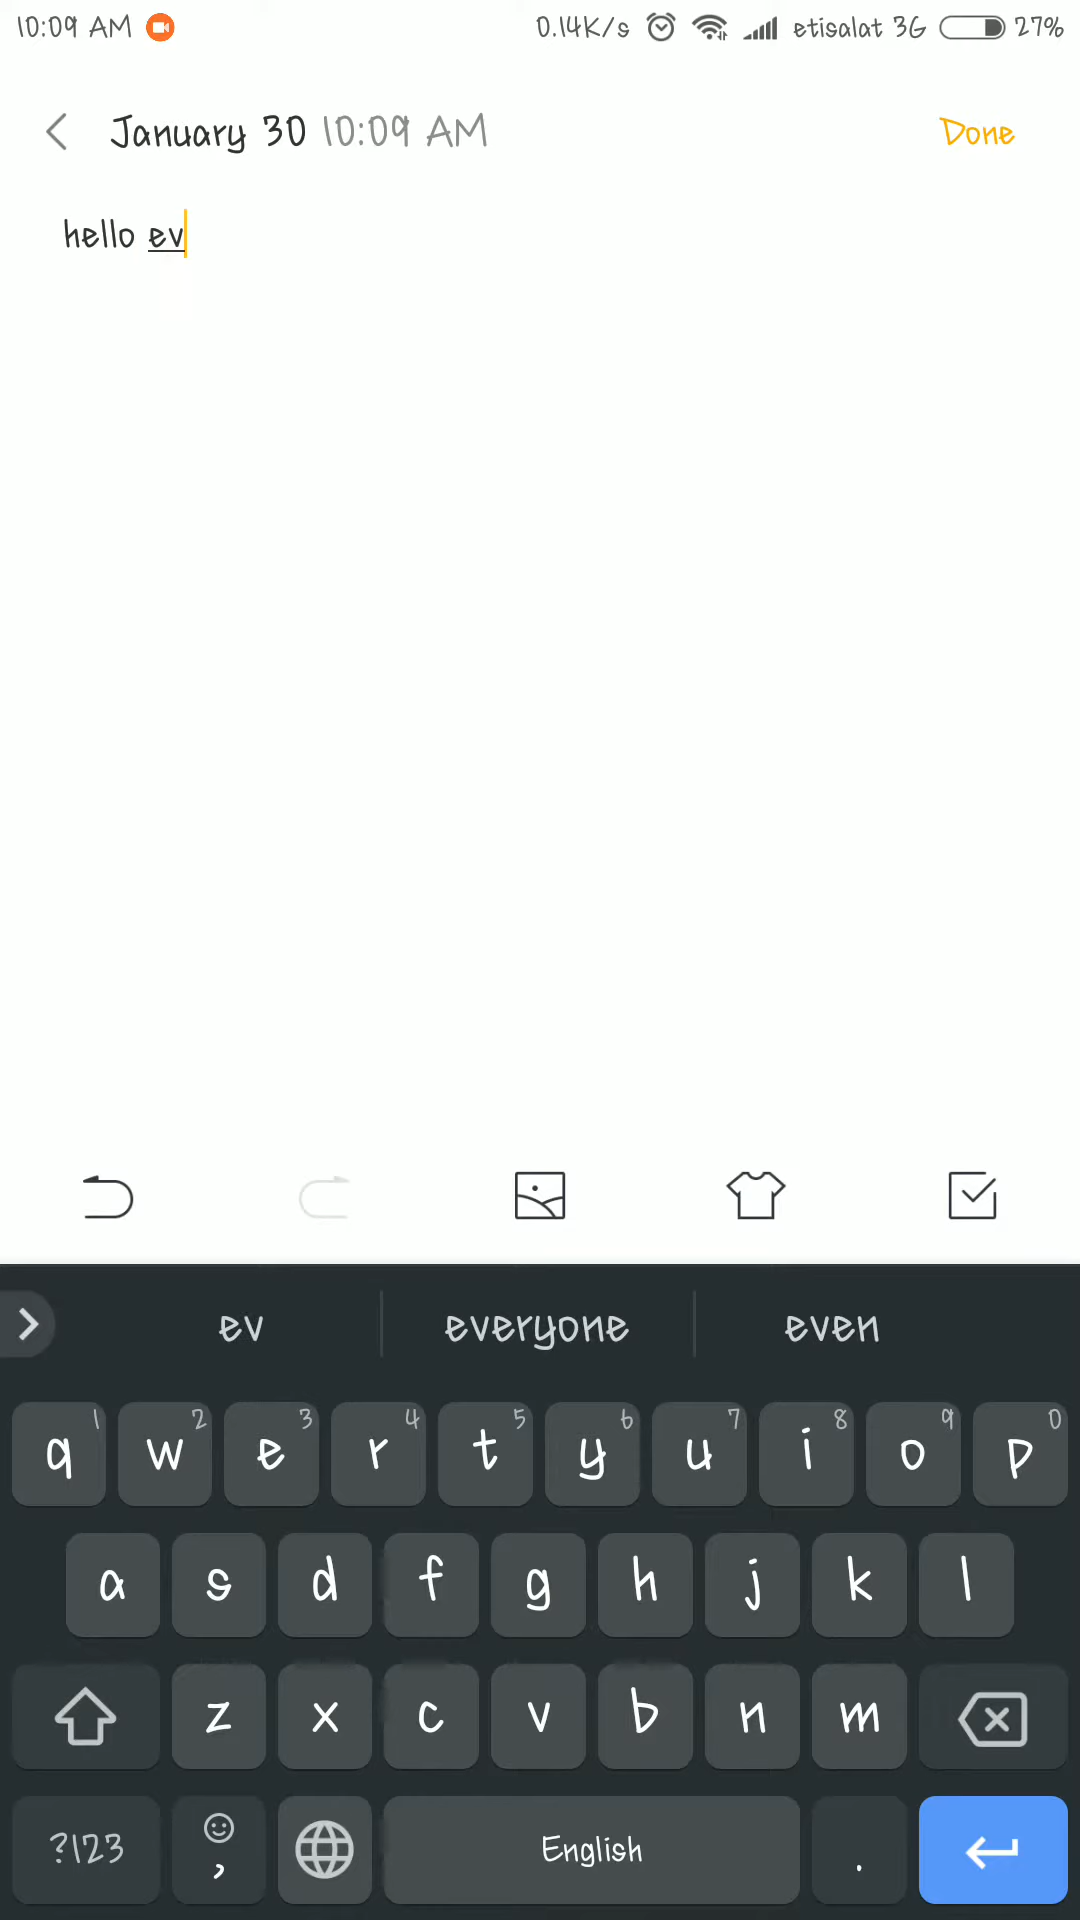 10:09 AM 0.14K/s etisalat 3G 27%
January 30 10:09 AM Done
hello ev
ev everyone even
1 2 3 4 5 6 7 8 9 0
q w e r t y u i o p
a s d f g h j k l
z x c v b n m
?123 , English .